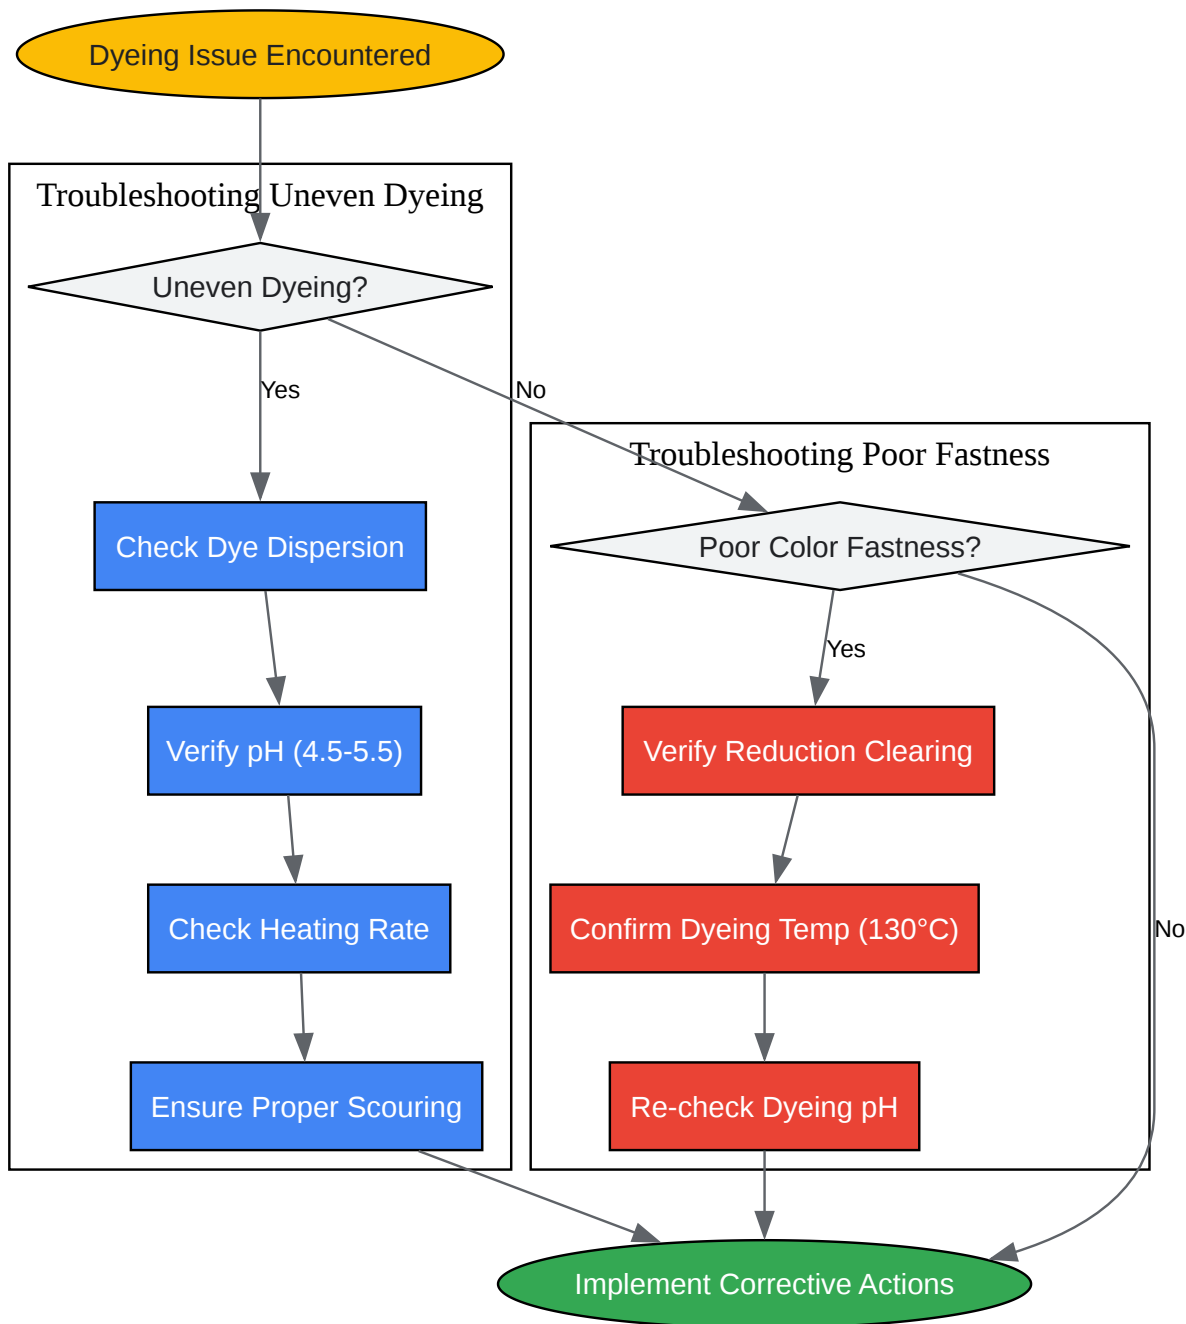 Dyeing Issue Encountered
Troubleshooting Uneven Dyeing
Uneven Dyeing?
Yes
No
Check Dye Dispersion
Verify pH (4.5-5.5)
Check Heating Rate
Ensure Proper Scouring
Troubleshooting Poor Fastness
Poor Color Fastness?
Yes
No
Verify Reduction Clearing
Confirm Dyeing Temp (130°C)
Re-check Dyeing pH
Implement Corrective Actions